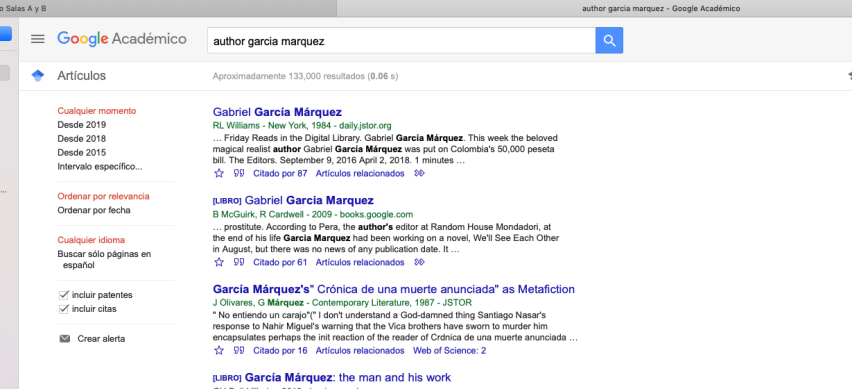 o Salas A y B
author garcia marquez - Google Académico
Google Académico
author garcia marquez
Artículos
Aproximadamente 133,000 resultados (0.06 s)
Cualquier momento
Desde 2019
Desde 2018
Desde 2015
Intervalo específico...
Ordenar por relevancia
Ordenar por fecha
Cualquier idioma
Buscar sólo páginas en
español
incluir patentes
incluir citas
Crear alerta
Gabriel García Márquez
RL Williams - New York, 1984 - daily.jstor.org
... Friday Reads in the Digital Library. Gabriel García Márquez. This week the beloved
magical realist author Gabriel García Márquez was put on Colombia's 50,000 peseta
bill. The Editors. September 9, 2016 April 2, 2018. 1 minutes ...
Citado por 87 Artículos relacionados
[LIBRO] Gabriel Garcia Marquez
B McGuirk, R Cardwell - 2009 - books.google.com
... prostitute. According to Pera, the author's editor at Random House Mondadori, at
the end of his life Garcia Marquez had been working on a novel, We'll See Each Other
in August, but there was no news of any publication date. It ...
Citado por 61 Artículos relacionados
García Márquez's" Crónica de una muerte anunciada" as Metafiction
J Olivares, G Márquez - Contemporary Literature, 1987 - JSTOR
" No entiendo un carajo"(" I don't understand a God-damned thing Santiago Nasar's
response to Nahir Miguel's warning that the Vica brothers have sworn to murder him
encapsulates perhaps the init reaction of the reader of Crdnica de una muerte anunciada ...
Citado por 16 Artículos relacionados Web of Science: 2
[LIBRO] García Márquez: the man and his work